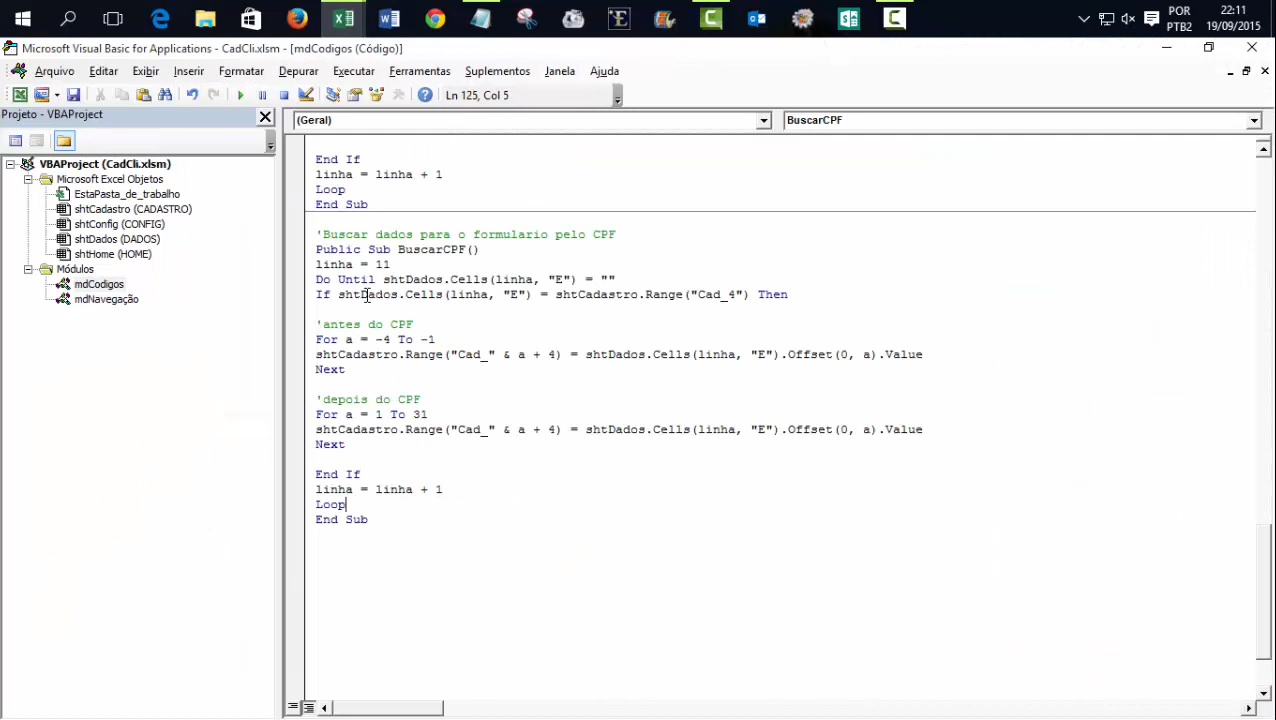 POR
PTB2
22:11
19/09/2015
Microsoft Visual Basic for Applications - CadCli.xlsm - [mdCodigos (Código)]
Arquivo Editar Exibir Inserir Formatar Depurar Executar Ferramentas Suplementos Janela Ajuda
Ln 125, Col 5
Projeto - VBAProject
(Geral)
BuscarCPF
VBAProject (CadCli.xlsm)
Microsoft Excel Objetos
EstaPasta_de_trabalho
shtCadastro (CADASTRO)
shtConfig (CONFIG)
shtDados (DADOS)
shtHome (HOME)
Módulos
mdCodigos
mdNavegação
End If
linha = linha + 1
Loop
End Sub
'Buscar dados para o formulario pelo CPF
Public Sub BuscarCPF()
linha = 11
Do Until shtDados.Cells(linha, "E") = ""
If shtDados.Cells(linha, "E") = shtCadastro.Range("Cad_4") Then
'antes do CPF
For a = -4 To -1
shtCadastro.Range("Cad_" & a + 4) = shtDados.Cells(linha, "E").Offset(0, a).Value
Next
'depois do CPF
For a = 1 To 31
shtCadastro.Range("Cad_" & a + 4) = shtDados.Cells(linha, "E").Offset(0, a).Value
Next
End If
linha = linha + 1
Loop
End Sub